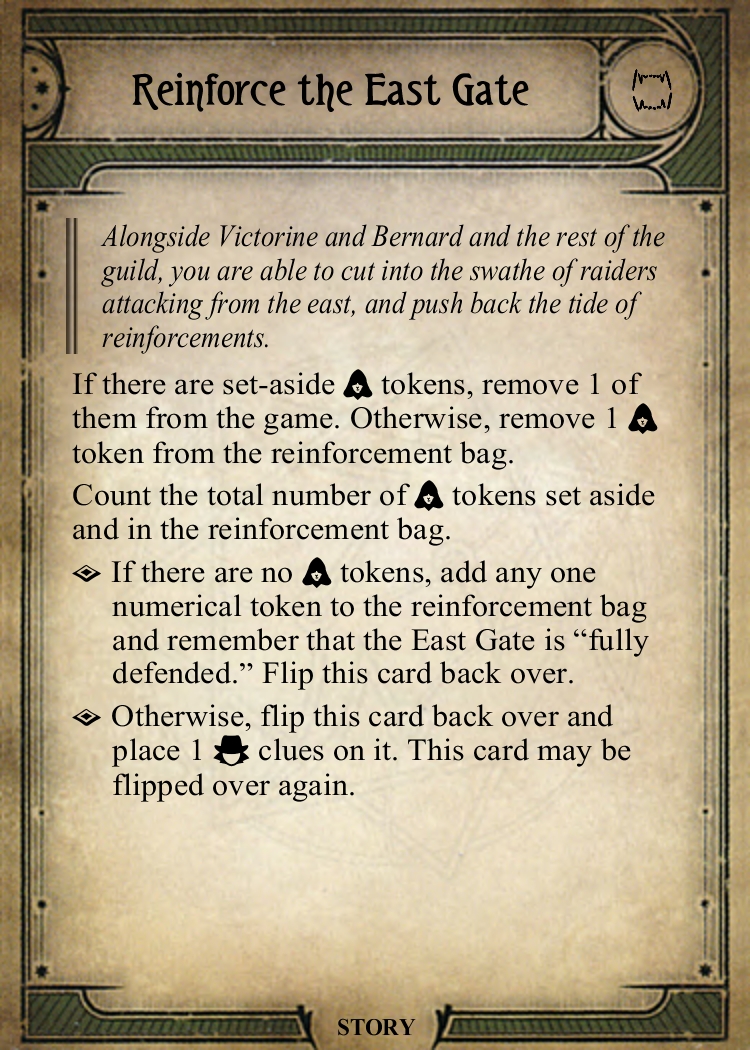 Reinforce the East Gate
Alongside Victorine and Bernard and the rest of the
guild, you are able to cut into the swathe of raiders
attacking from the east, and push back the tide of
reinforcements.
If there are set-aside tokens, remove 1 of
them from the game. Otherwise, remove 1
token from the reinforcement bag.
Count the total number of tokens set aside
and in the reinforcement bag.
If there are no tokens, add any one
numerical token to the reinforcement bag
and remember that the East Gate is “fully
defended.” Flip this card back over.
Otherwise, flip this card back over and
place 1 clues on it. This card may be
flipped over again.
STORY